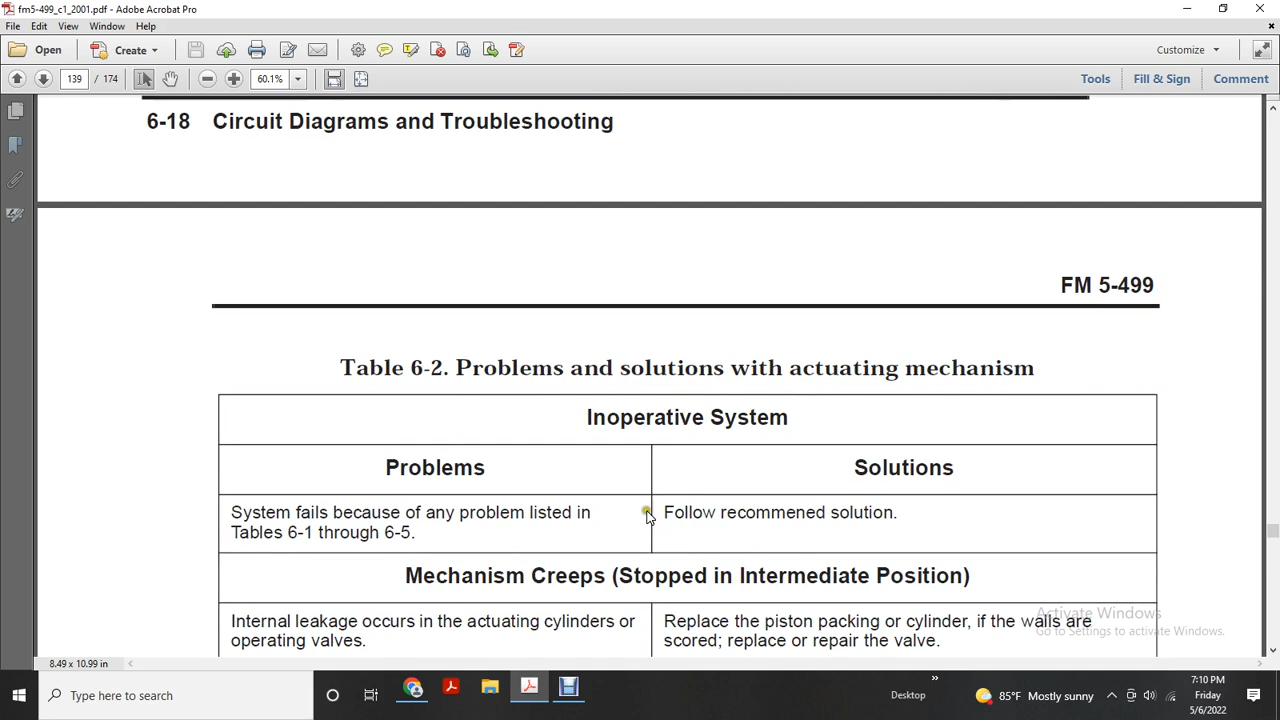 fm5-499_c1_2001.pdf - Adobe Acrobat Pro
File Edit View Window Help
Open Create Customize
139 / 174 60.1% Tools Fill & Sign Comment
6-18 Circuit Diagrams and Troubleshooting
FM 5-499
Table 6-2. Problems and solutions with actuating mechanism
Inoperative System
Problems Solutions
System fails because of any problem listed in
Tables 6-1 through 6-5.
Follow recommened solution.
Mechanism Creeps (Stopped in Intermediate Position)
Internal leakage occurs in the actuating cylinders or
operating valves.
Replace the piston packing or cylinder, if the walls are
scored; replace or repair the valve.
Activate Windows
Go to Settings to activate Windows.
8.49 x 10.99 in
Type here to search
Desktop
85°F Mostly sunny
7:10 PM
Friday
5/6/2022